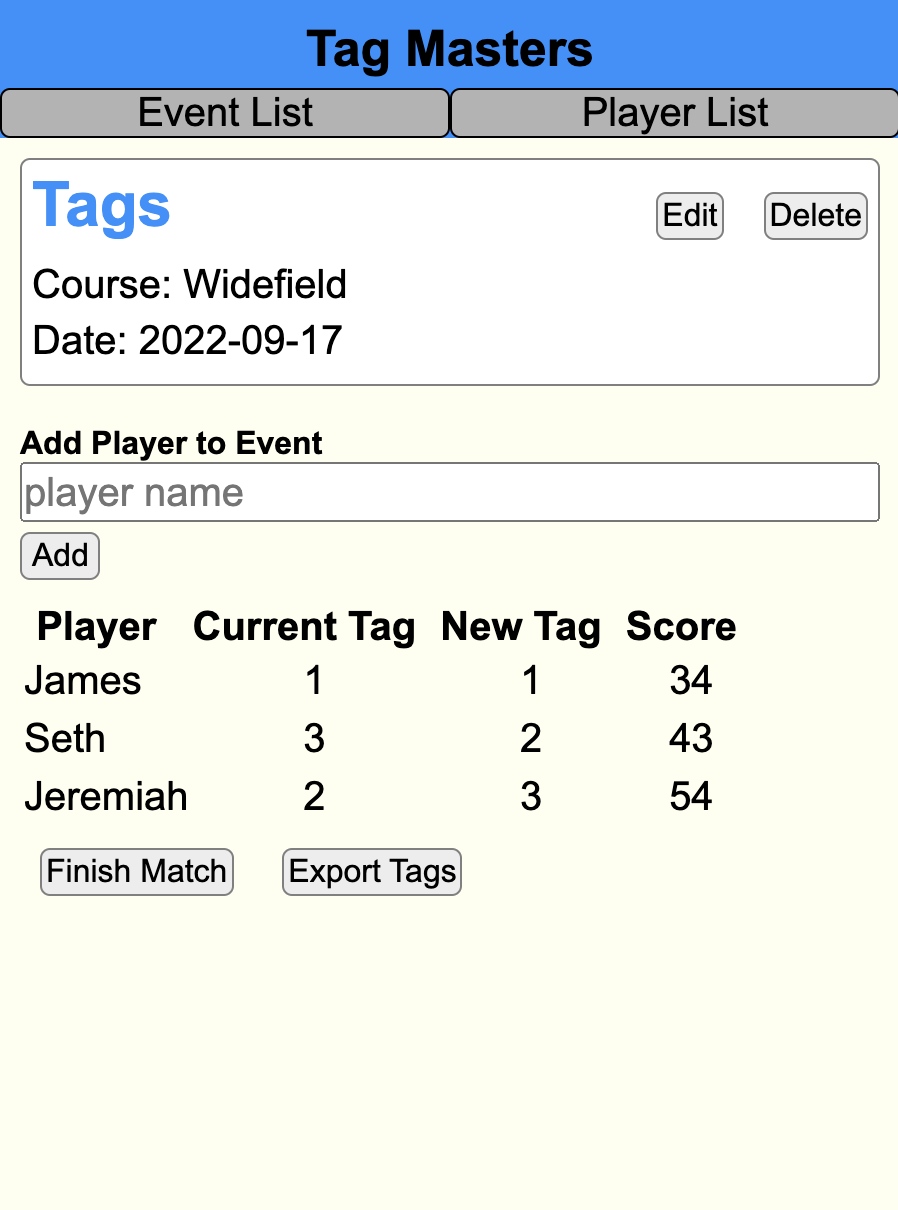 Tag Masters
Event List Player List
Tags Edit Delete
Course: Widefield
Date: 2022-09-17
Add Player to Event
player name
Add
Player Current Tag New Tag Score
James 1 1 34
Seth 3 2 43
Jeremiah 2 3 54
Finish Match Export Tags